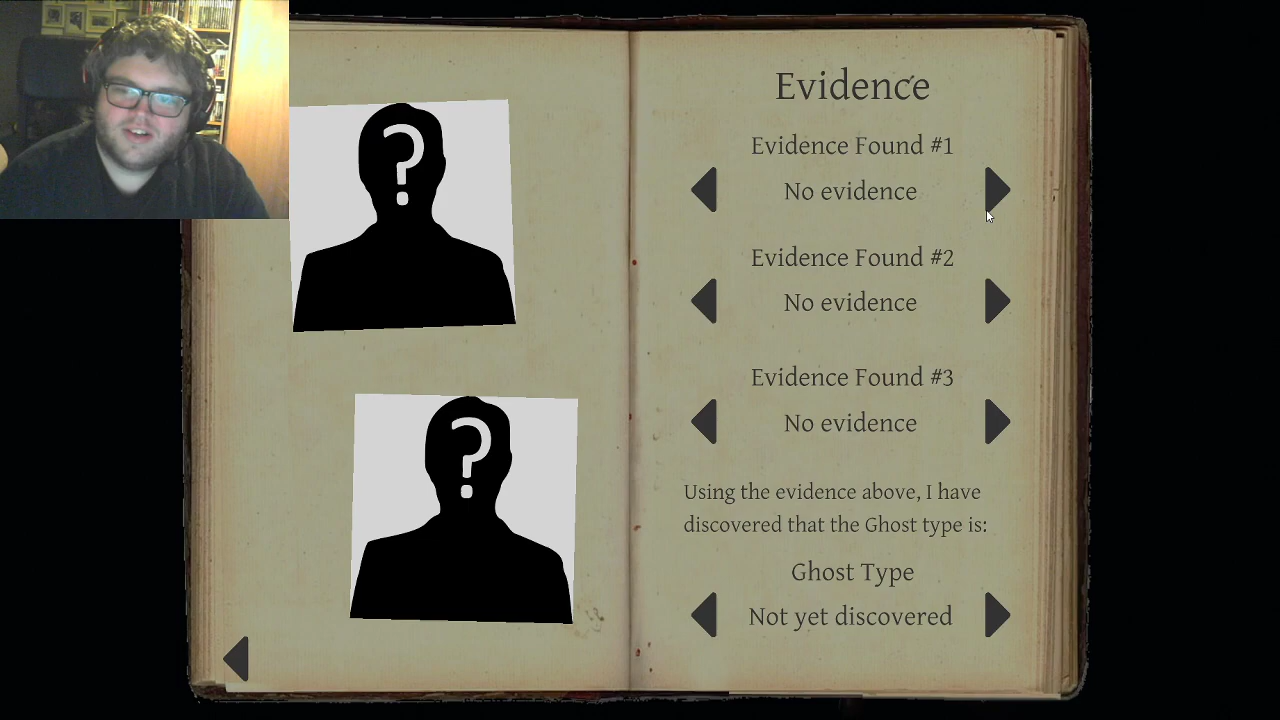 Evidence
Evidence Found #1
No evidence
Evidence Found #2
No evidence
Evidence Found #3
No evidence
Using the evidence above, I have
discovered that the Ghost type is:
Ghost Type
Not yet discovered
?
?